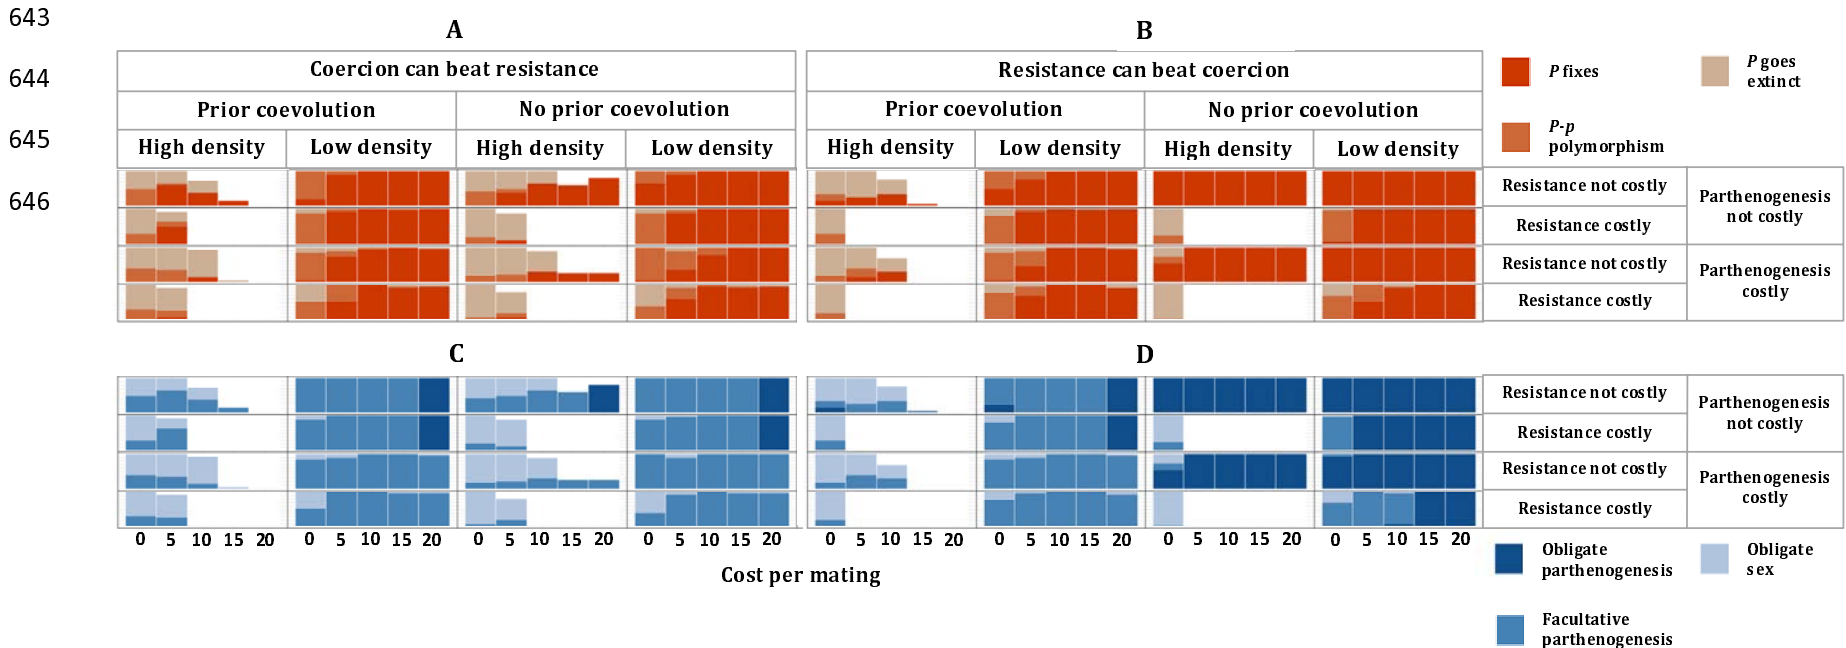 643
A
B
Coercion can beat resistance
Resistance can beat coercion
P fixes
P goes
extinct
644
Prior coevolution
No prior coevolution
Prior coevolution
No prior coevolution
P-p
polymorphism
645
High density
Low density
High density
Low density
High density
Low density
High density
Low density
646
Resistance not costly
Parthenogenesis
not costly
Resistance costly
Resistance not costly
Parthenogenesis
costly
Resistance costly
C
D
Resistance not costly
Parthenogenesis
not costly
Resistance costly
Resistance not costly
Parthenogenesis
costly
Resistance costly
0 5 10 15 20
0 5 10 15 20
0 5 10 15 20
0 5 10 15 20
0 5 10 15 20
0 5 10 15 20
0 5 10 15 20
0 5 10 15 20
Cost per mating
Obligate
parthenogenesis
Obligate
sex
Facultative
parthenogenesis